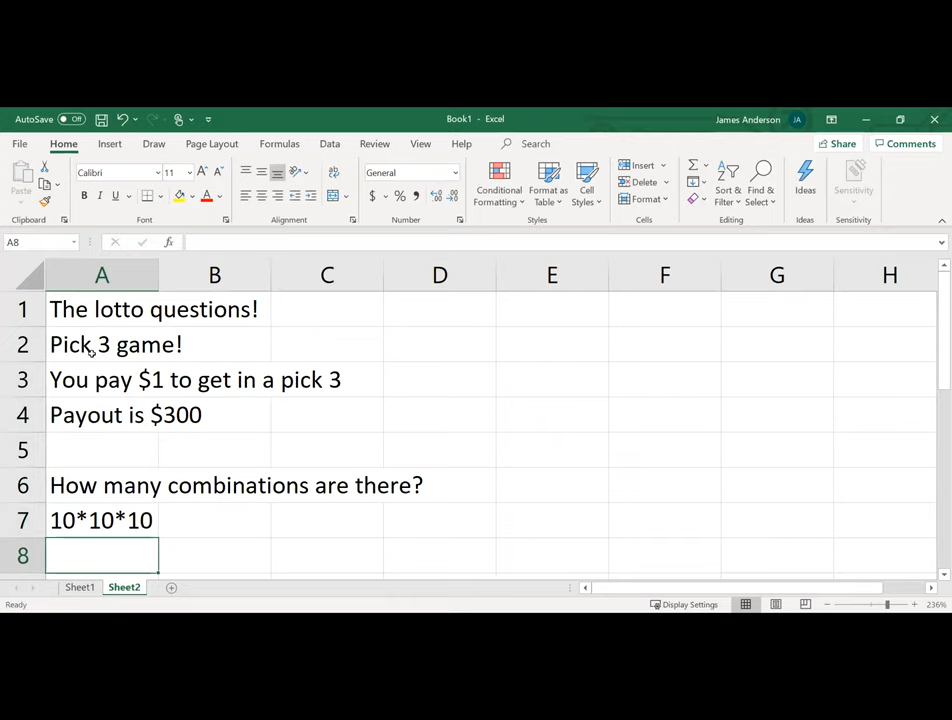 AutoSave Off Book1 - Excel James Anderson JA
File Home Insert Draw Page Layout Formulas Data Review View Help Search Share Comments
Paste Calibri 11 A A ab General Conditional Formatting Format as Table Cell Styles Insert Delete Format Sort & Filter Find & Select Ideas Sensitivity
B I U A $ % ,
Clipboard Font Alignment Number Styles Cells Editing Ideas Sensitivity
A8 fx
A B C D E F G H
1 The lotto questions!
2 Pick 3 game!
3 You pay $1 to get in a pick 3
4 Payout is $300
5
6 How many combinations are there?
7 10*10*10
8
Sheet1 Sheet2
Ready Display Settings 236%